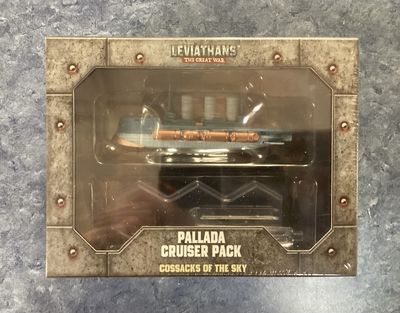 LEVIATHANS
THE GREAT WAR
PALLADA
CRUISER PACK
COSSACKS OF THE SKY